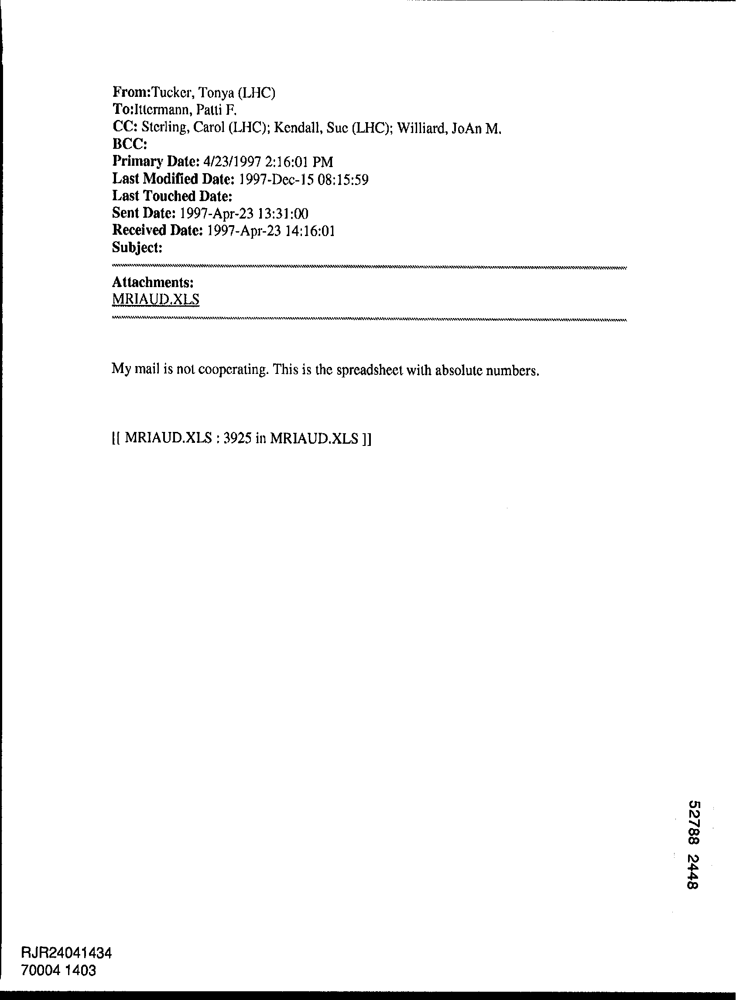 From:Tucker, Tonya (LHC)
To:Ittermann, Patti F.
CC: Sterling, Carol (LHC); Kendall, Sue (LHC); Williard, JoAn M.
BCC:
Primary Date: 4/23/1997 2:16:01 PM
Last Modified Date: 1997-Dec-15 08:15:59
Last Touched Date:
Sent Date: 1997-Apr-23 13:31:00
Received Date: 1997-Apr-23 14:16:01
Subject:
Attachments:
MRIAUD.XLS
My mail is not cooperating. This is the spreadsheet with absolute numbers.
[[ MRIAUD.XLS : 3925 in MRIAUD.XLS ]]
52788 2448
RJR24041434
70004 1403